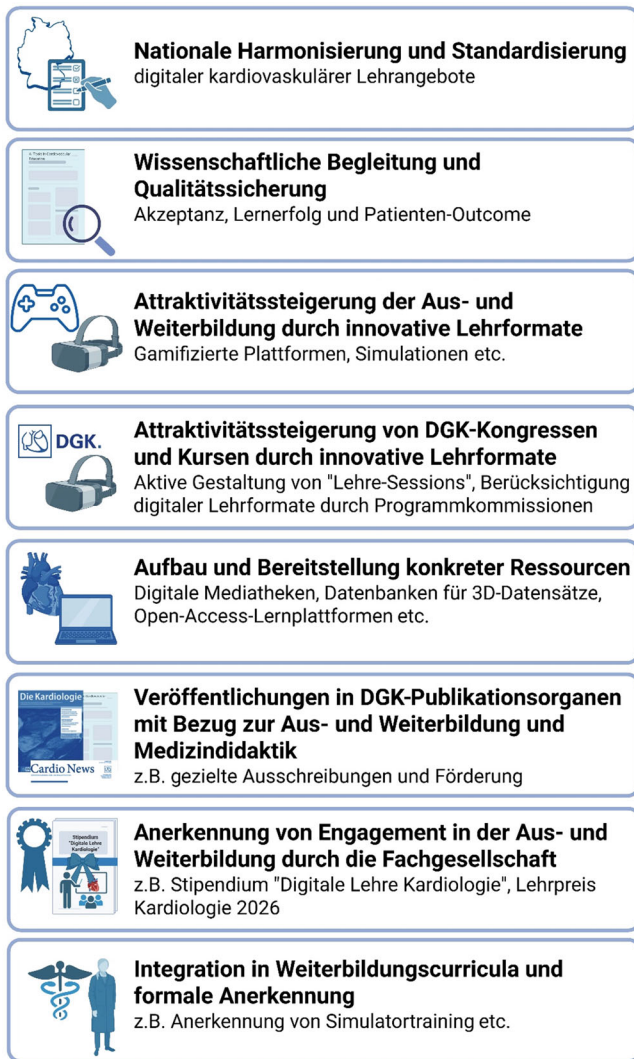 Nationale Harmonisierung und Standardisierung
digitaler kardiovaskulärer Lehrangebote
Wissenschaftliche Begleitung und
Qualitätssicherung
Akzeptanz, Lernerfolg und Patienten-Outcome
Attraktivitätssteigerung der Aus- und
Weiterbildung durch innovative Lehrformate
Gamifizierte Plattformen, Simulationen etc.
DGK.
Attraktivitätssteigerung von DGK-Kongressen
und Kursen durch innovative Lehrformate
Aktive Gestaltung von "Lehre-Sessions", Berücksichtigung
digitaler Lehrformate durch Programmkommissionen
Aufbau und Bereitstellung konkreter Ressourcen
Digitale Mediatheken, Datenbanken für 3D-Datensätze,
Open-Access-Lernplattformen etc.
Die Kardiologie
Cardio News
Veröffentlichungen in DGK-Publikationsorganen
mit Bezug zur Aus- und Weiterbildung und
Medizindidaktik
z.B. gezielte Ausschreibungen und Förderung
Stipendium
"Digitale Lehre
Kardiologie"
Anerkennung von Engagement in der Aus- und
Weiterbildung durch die Fachgesellschaft
z.B. Stipendium "Digitale Lehre Kardiologie", Lehrpreis
Kardiologie 2026
Integration in Weiterbildungscurricula und
formale Anerkennung
z.B. Anerkennung von Simulatortraining etc.